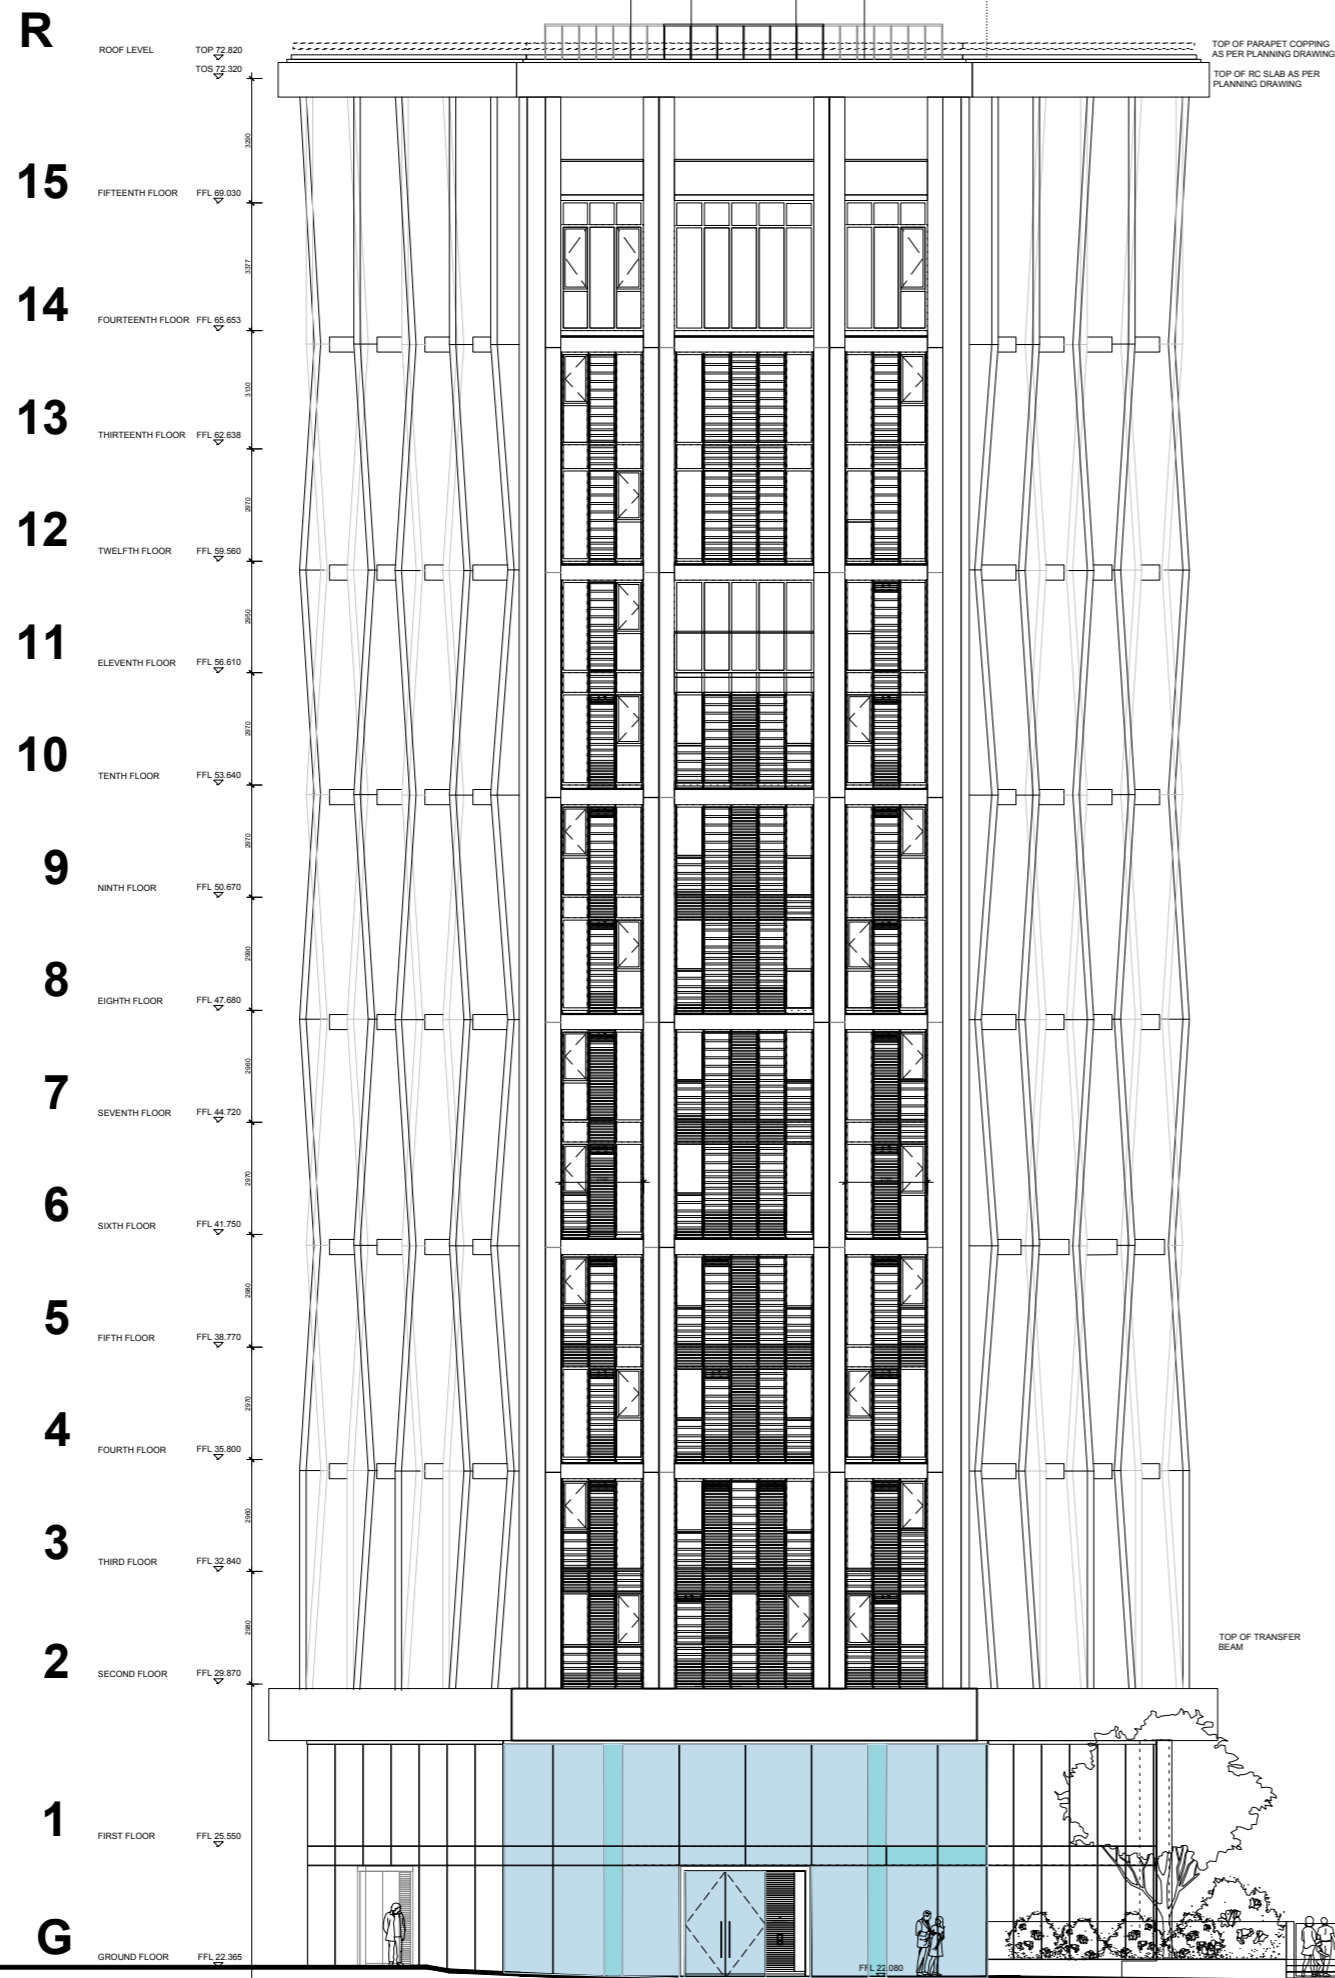 R
ROOF LEVEL TOP 72.820
TOS 72.320
TOP OF PARAPET COPPING
AS PER PLANNING DRAWING
TOP OF RC SLAB AS PER
PLANNING DRAWING
3290
15 FIFTEENTH FLOOR FFL 69.030
3377
14 FOURTEENTH FLOOR FFL 65.653
3130
13 THIRTEENTH FLOOR FFL 62.638
2970
12 TWELFTH FLOOR FFL 59.560
2950
11 ELEVENTH FLOOR FFL 56.610
2970
10 TENTH FLOOR FFL 53.640
2970
9 NINTH FLOOR FFL 50.670
2990
8 EIGHTH FLOOR FFL 47.680
2960
7 SEVENTH FLOOR FFL 44.720
2970
6 SIXTH FLOOR FFL 41.750
2980
5 FIFTH FLOOR FFL 38.770
2970
4 FOURTH FLOOR FFL 35.800
2960
3 THIRD FLOOR FFL 32.840
2980
TOP OF TRANSFER
BEAM
2 SECOND FLOOR FFL 29.870
1 FIRST FLOOR FFL 25.550
G GROUND FLOOR FFL 22.365
FFL 22.080